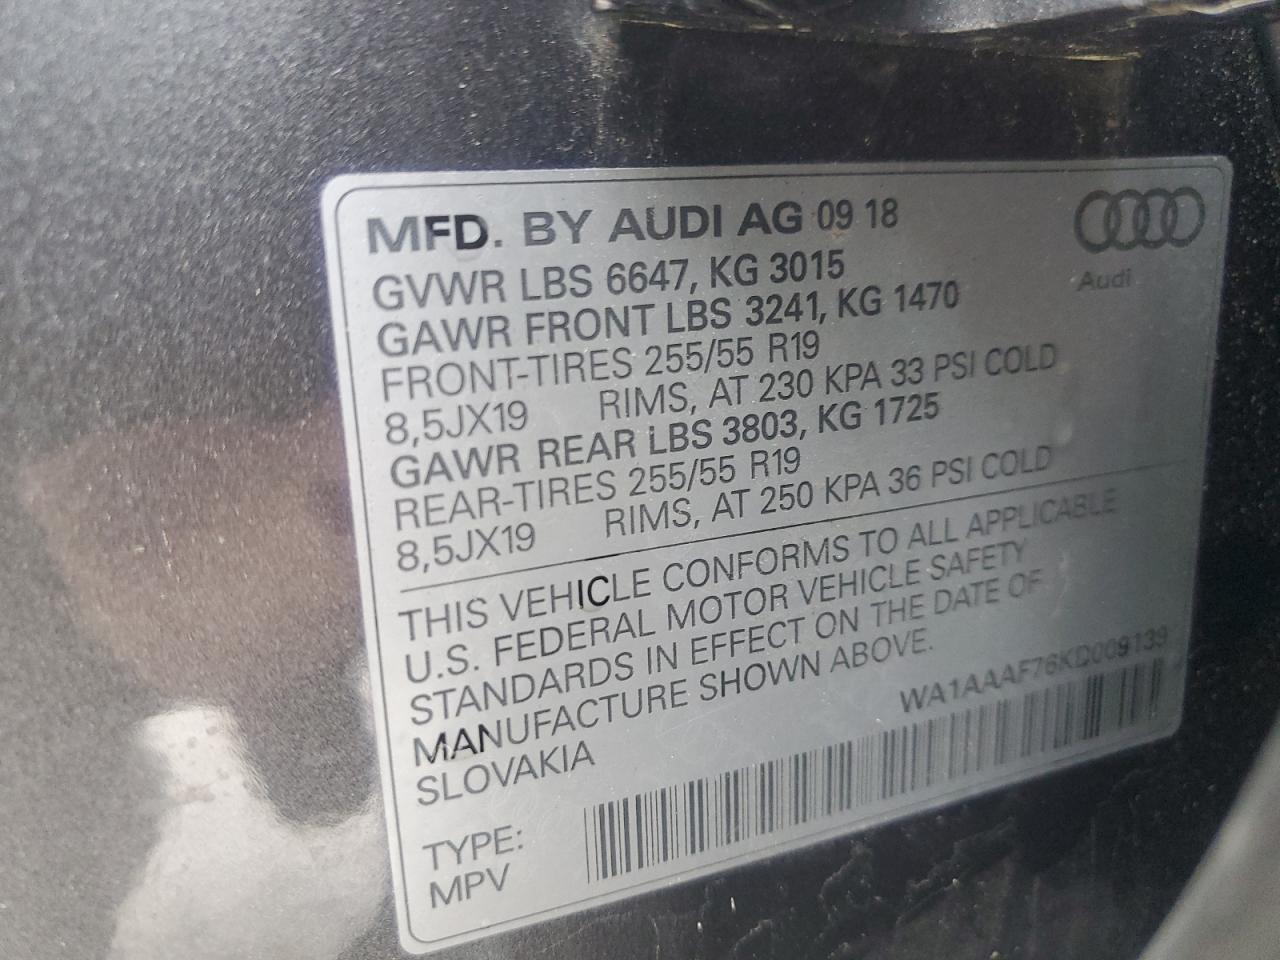 MFD. BY AUDI AG 09 18
Audi
GVWR LBS 6647, KG 3015
GAWR FRONT LBS 3241, KG 1470
FRONT-TIRES 255/55 R19
8,5JX19 RIMS, AT 230 KPA 33 PSI COLD
GAWR REAR LBS 3803, KG 1725
REAR-TIRES 255/55 R19
8,5JX19 RIMS, AT 250 KPA 36 PSI COLD
THIS VEHICLE CONFORMS TO ALL APPLICABLE
U.S. FEDERAL MOTOR VEHICLE SAFETY
STANDARDS IN EFFECT ON THE DATE OF
MANUFACTURE SHOWN ABOVE.
SLOVAKIA
WA1AAAF76KD009139
TYPE:
MPV